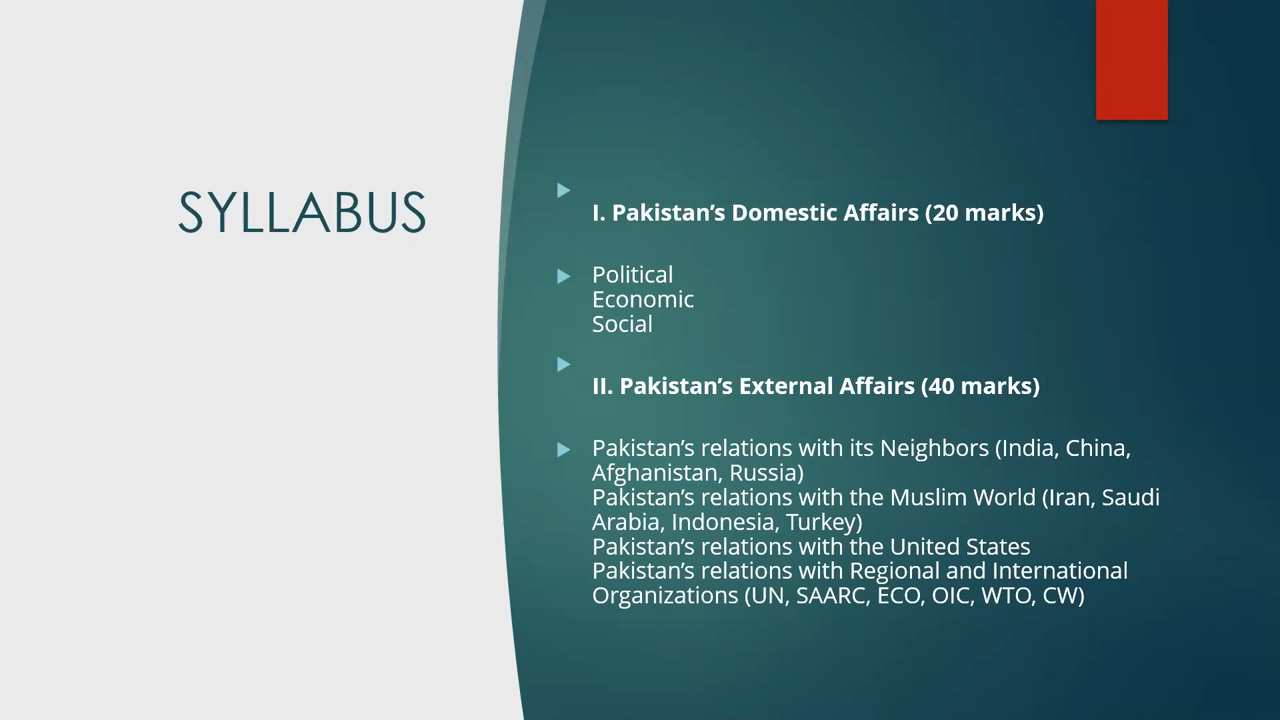 SYLLABUS
I. Pakistan’s Domestic Affairs (20 marks)
Political
Economic
Social
II. Pakistan’s External Affairs (40 marks)
Pakistan’s relations with its Neighbors (India, China,
Afghanistan, Russia)
Pakistan’s relations with the Muslim World (Iran, Saudi
Arabia, Indonesia, Turkey)
Pakistan’s relations with the United States
Pakistan’s relations with Regional and International
Organizations (UN, SAARC, ECO, OIC, WTO, CW)